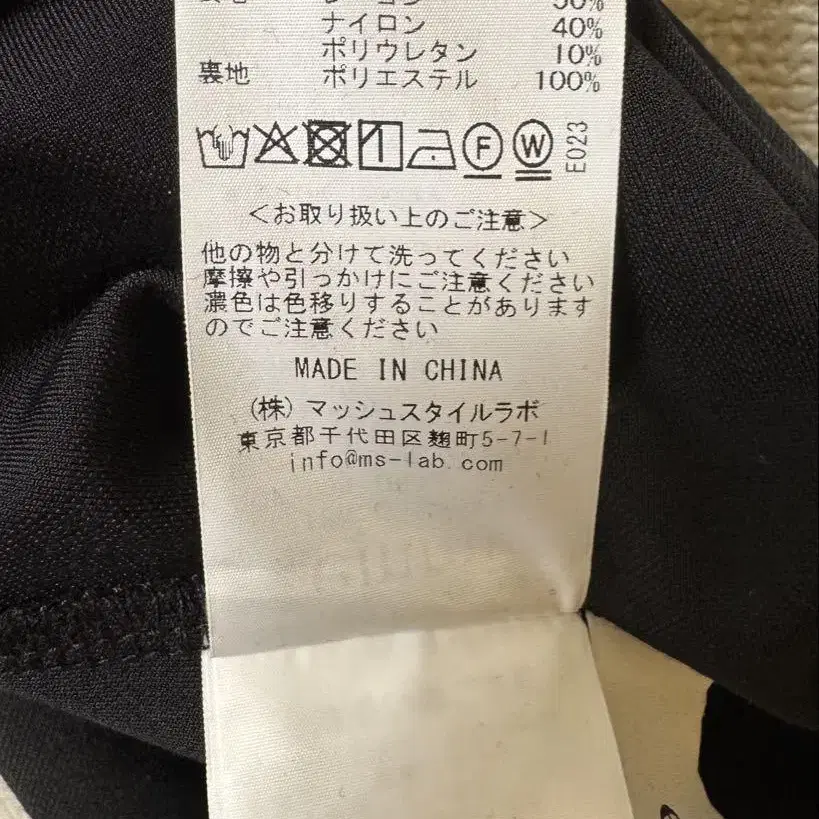 ナイロン 40%
ポリウレタン 10%
裏地 ポリエステル 100%
F W E023
<お取り扱い上のご注意>
他の物と分けて洗ってください
摩擦や引っかけにご注意ください
濃色は色移りすることがあります
のでご注意ください
MADE IN CHINA
(株) マッシュスタイルラボ
東京都千代田区麹町5-7-1
info@ms-lab.com